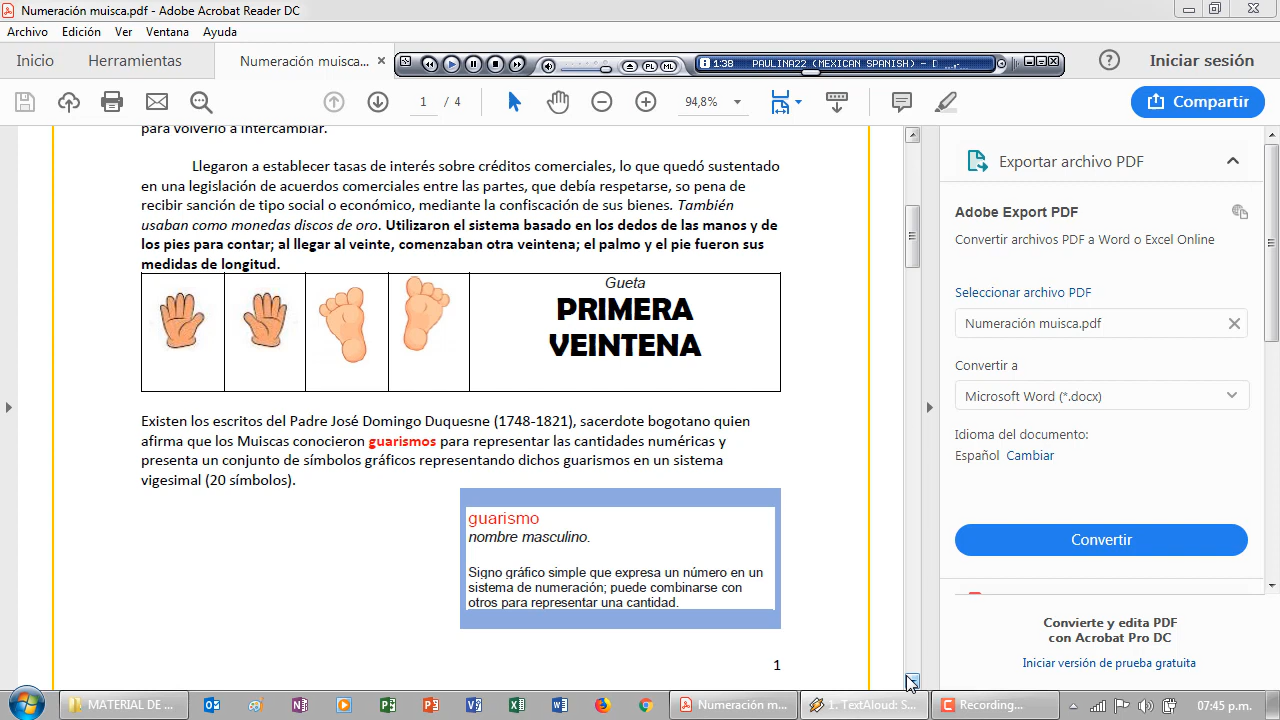 Numeración muisca.pdf - Adobe Acrobat Reader DC
Archivo Edición Ver Ventana Ayuda
Inicio Herramientas Numeración muisca... × Iniciar sesión
PL ML 1:38 PAULINA22 (MEXICAN SPANISH) - D
1 / 4 94,8% Compartir
para volverlo a intercambiar.
Llegaron a establecer tasas de interés sobre créditos comerciales, lo que quedó sustentado
en una legislación de acuerdos comerciales entre las partes, que debía respetarse, so pena de
recibir sanción de tipo social o económico, mediante la confiscación de sus bienes. También
usaban como monedas discos de oro. Utilizaron el sistema basado en los dedos de las manos y de
los pies para contar; al llegar al veinte, comenzaban otra veintena; el palmo y el pie fueron sus
medidas de longitud.
Gueta
PRIMERA
VEINTENA
Existen los escritos del Padre José Domingo Duquesne (1748-1821), sacerdote bogotano quien
afirma que los Muiscas conocieron guarismos para representar las cantidades numéricas y
presenta un conjunto de símbolos gráficos representando dichos guarismos en un sistema
vigesimal (20 símbolos).
guarismo
nombre masculino.
Signo gráfico simple que expresa un número en un
sistema de numeración; puede combinarse con
otros para representar una cantidad.
1
Exportar archivo PDF
Adobe Export PDF
Convertir archivos PDF a Word o Excel Online
Seleccionar archivo PDF
Numeración muisca.pdf
Convertir a
Microsoft Word (*.docx)
Idioma del documento:
Español Cambiar
Convertir
Convierte y edita PDF
con Acrobat Pro DC
Iniciar versión de prueba gratuita
MATERIAL DE ... Numeración m... 1. TextAloud: S... Recording... 07:45 p.m.